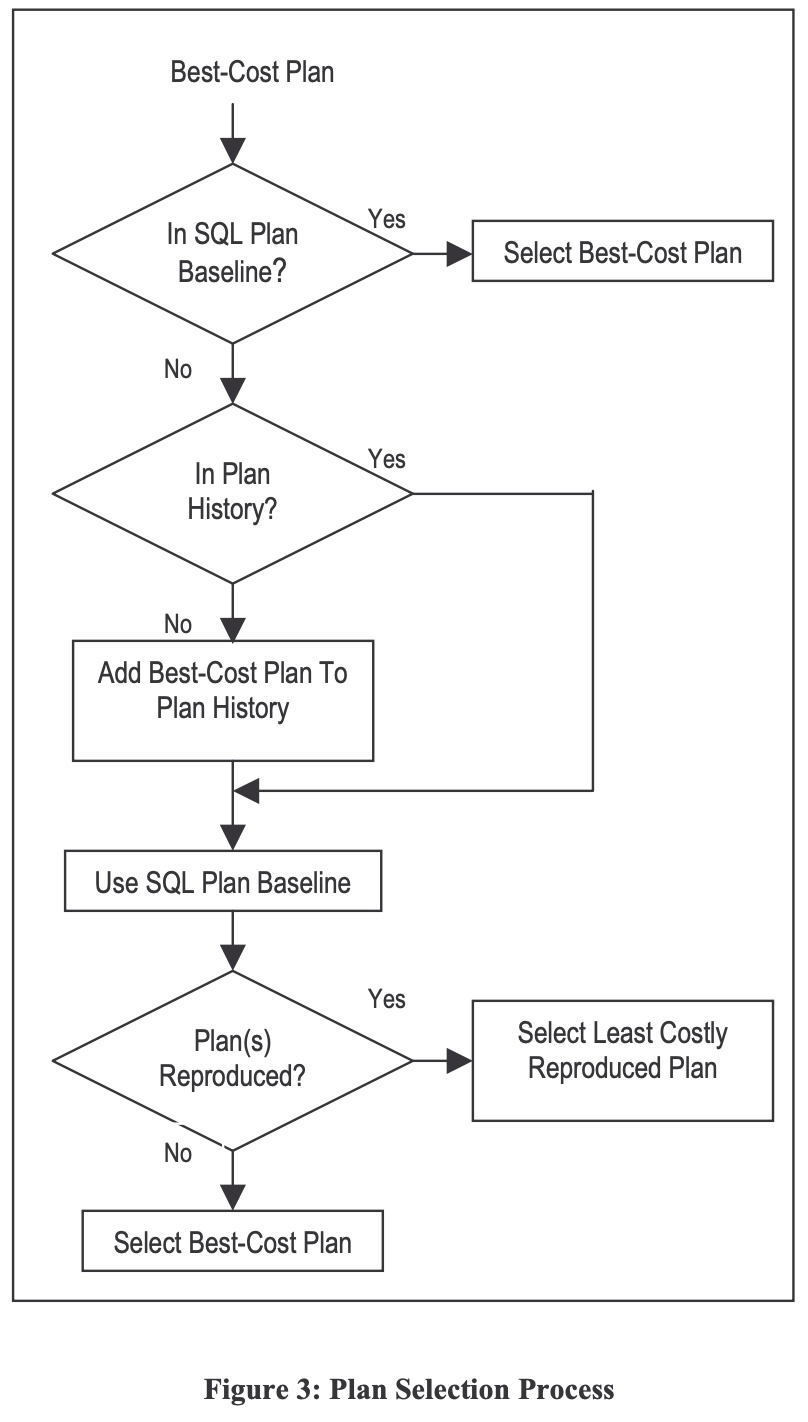 Best-Cost Plan
In SQL Plan
Baseline?
Yes
Select Best-Cost Plan
No
In Plan
History?
Yes
No
Add Best-Cost Plan To
Plan History
Use SQL Plan Baseline
Plan(s)
Reproduced?
Yes
Select Least Costly
Reproduced Plan
No
Select Best-Cost Plan
Figure 3: Plan Selection Process